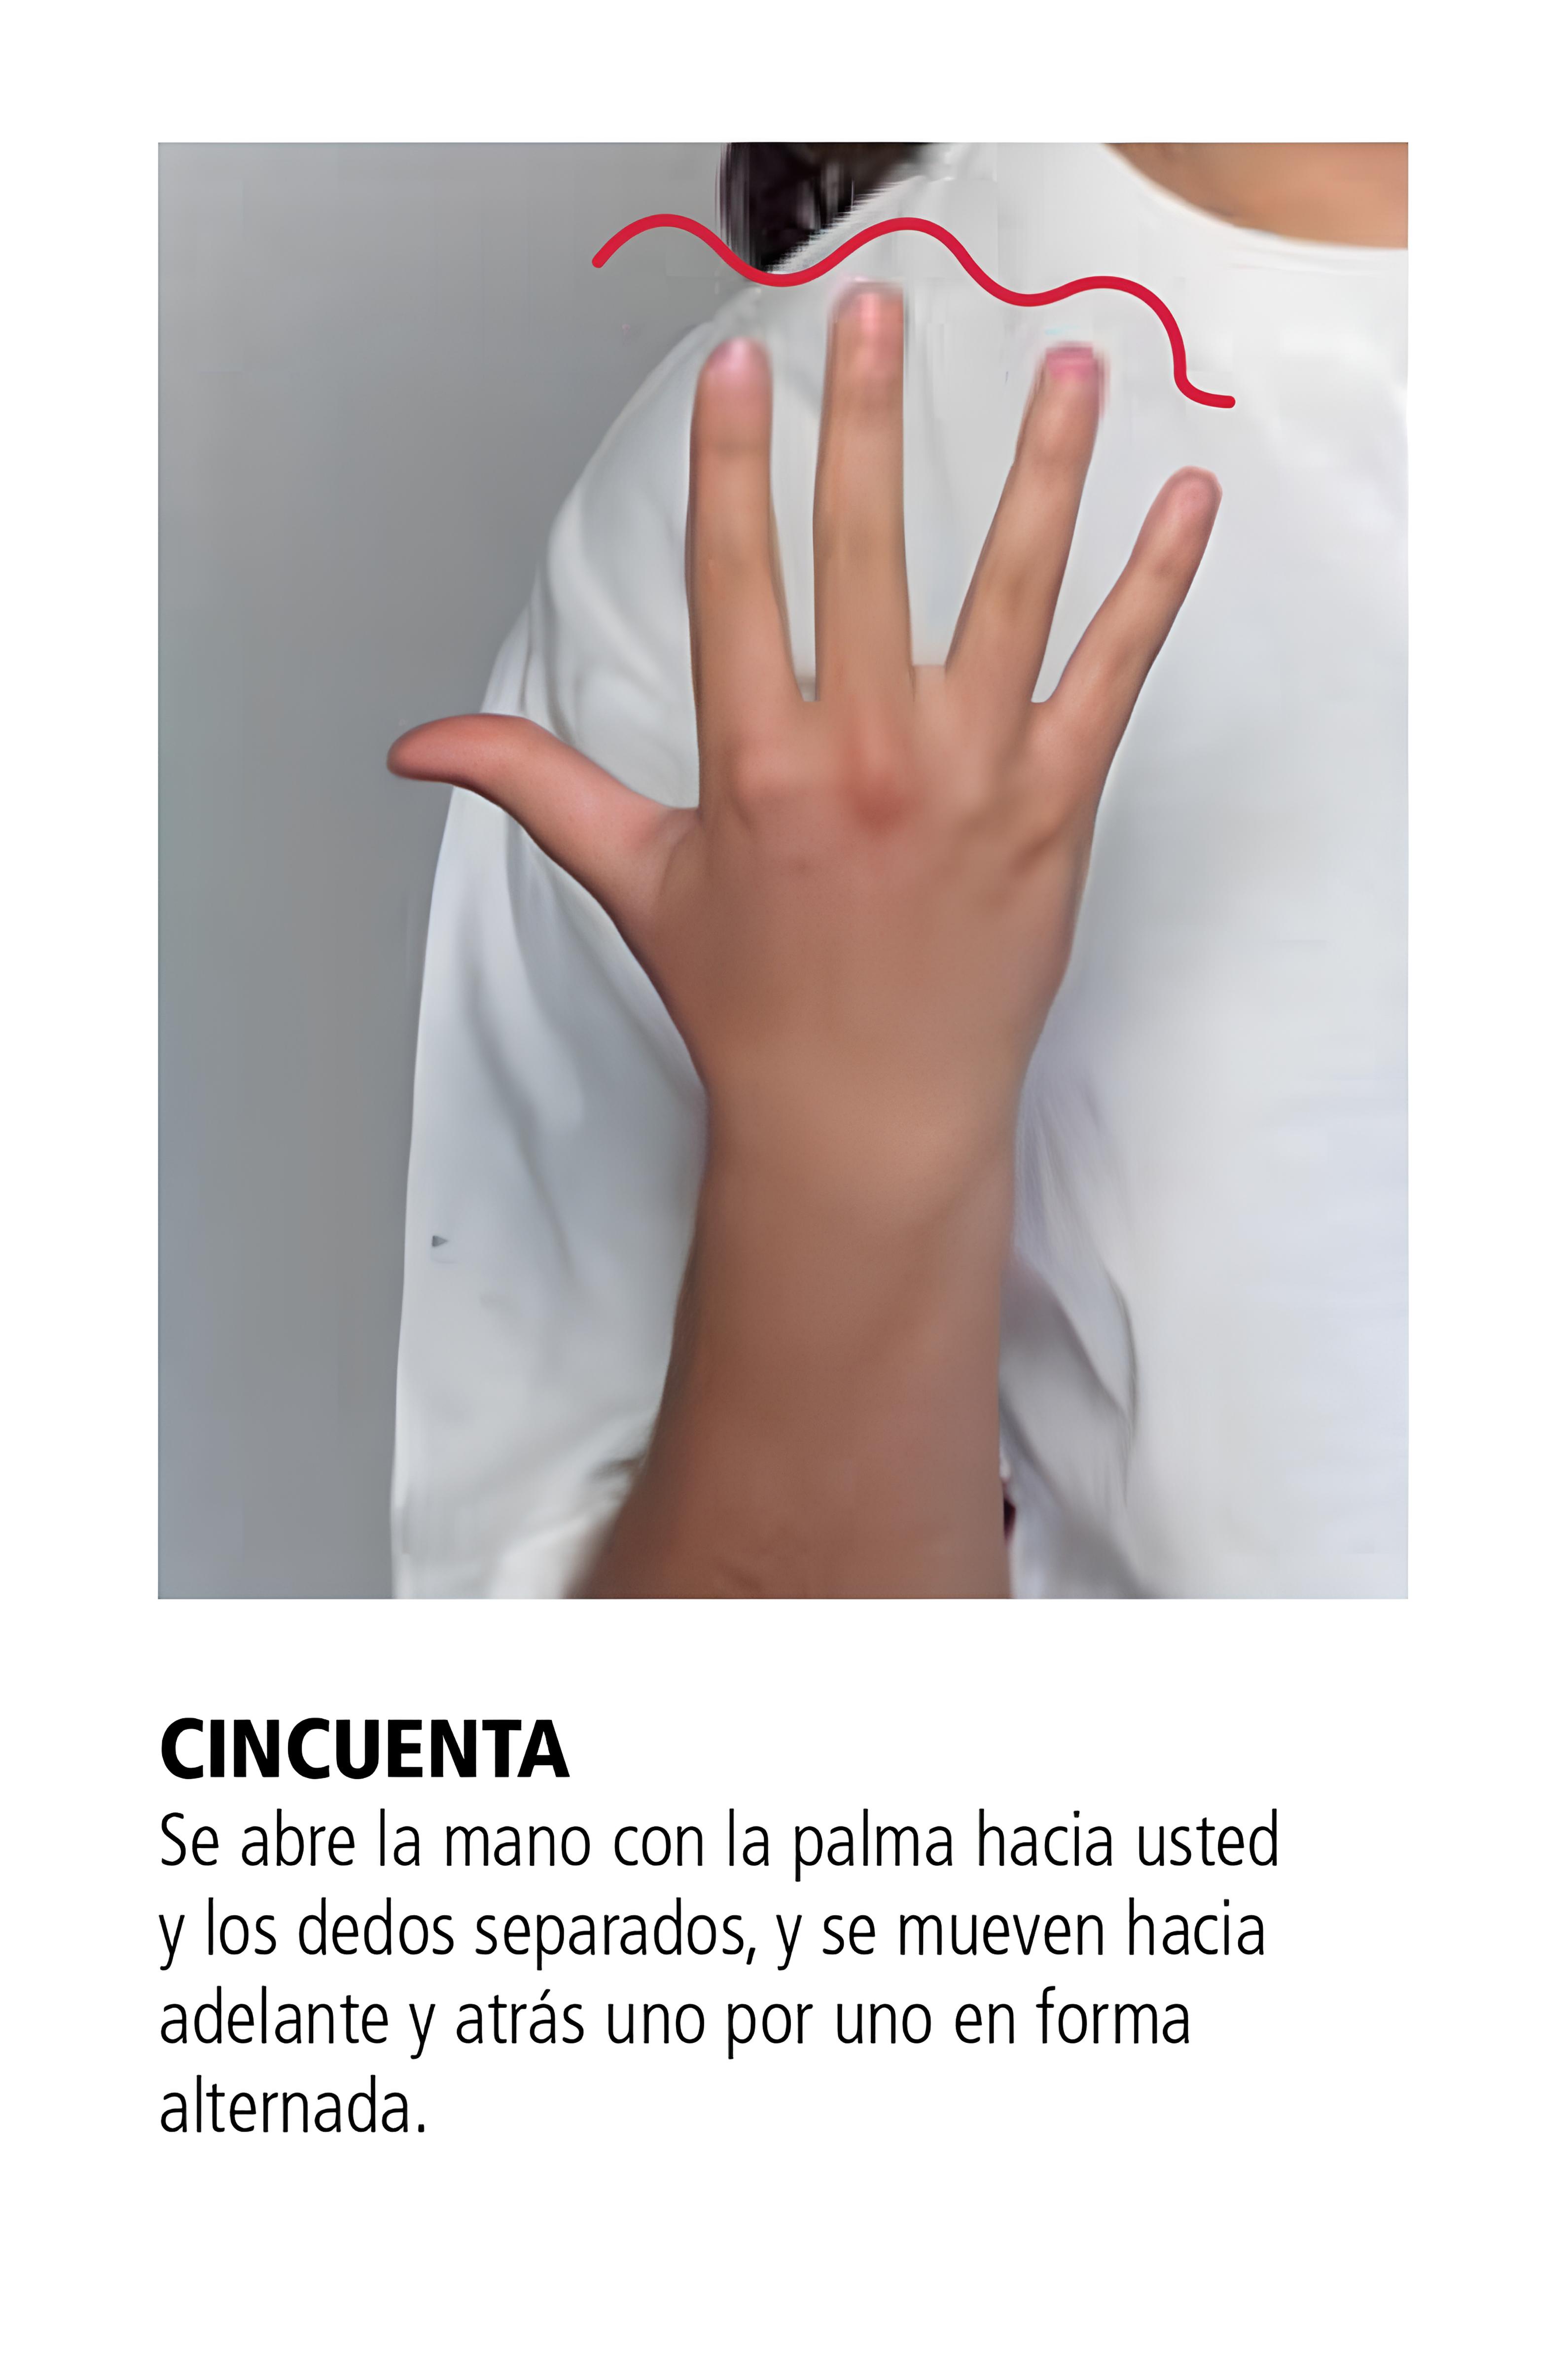 CINCUENTA
Se abre la mano con la palma hacia usted
y los dedos separados, y se mueven hacia
adelante y atrás uno por uno en forma
alternada.